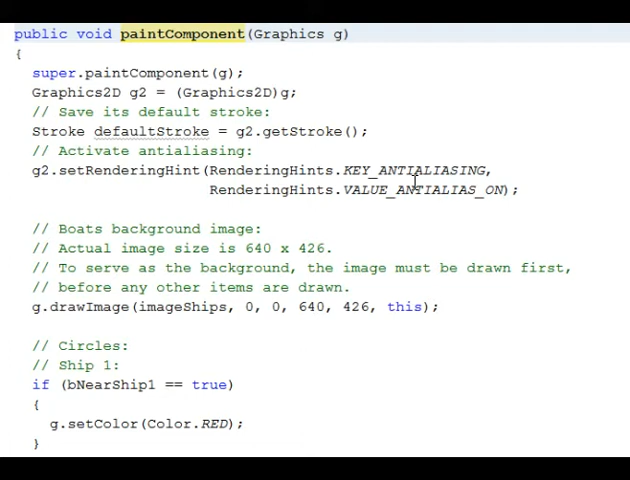 public void paintComponent(Graphics g)
{
super.paintComponent(g);
Graphics2D g2 = (Graphics2D)g;
// Save its default stroke:
Stroke defaultStroke = g2.getStroke();
// Activate antialiasing:
g2.setRenderingHint(RenderingHints.KEY_ANTIALIASING,
RenderingHints.VALUE_ANTIALIAS_ON);
// Boats background image:
// Actual image size is 640 x 426.
// To serve as the background, the image must be drawn first,
// before any other items are drawn.
g.drawImage(imageShips, 0, 0, 640, 426, this);
// Circles:
// Ship 1:
if (bNearShip1 == true)
{
g.setColor(Color.RED);
}